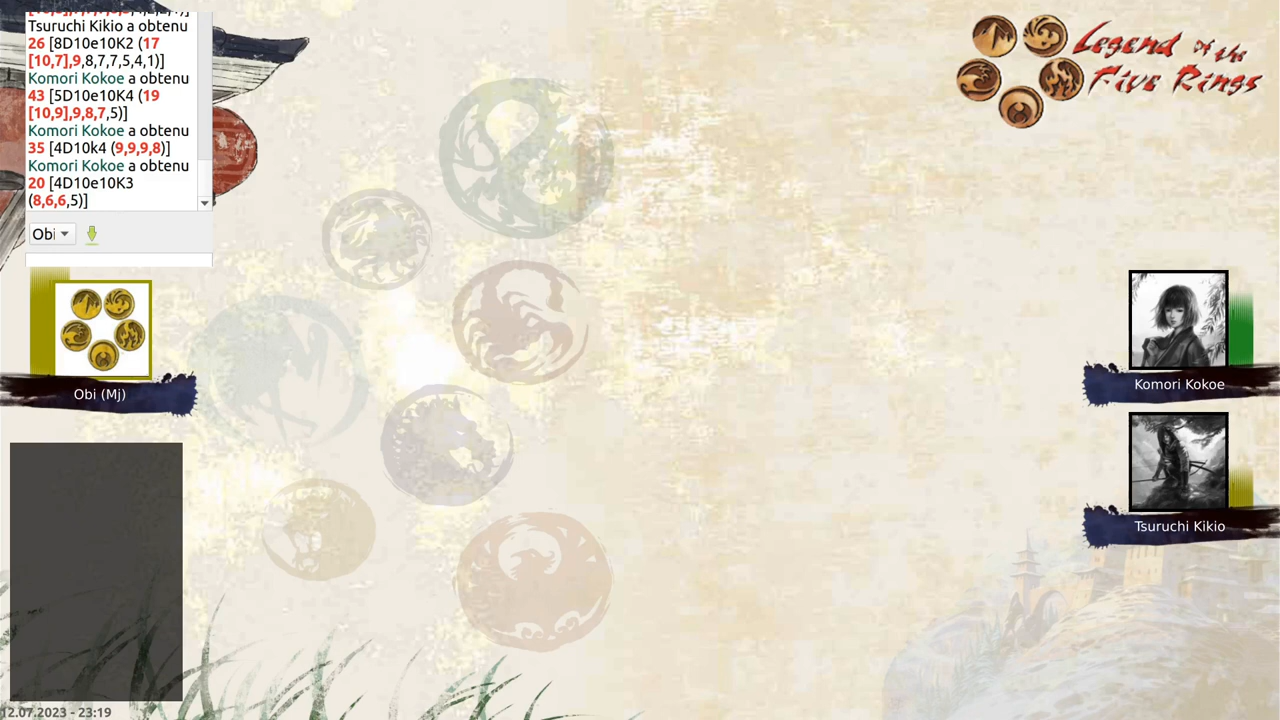 Tsuruchi Kikio a obtenu
26 [8D10e10K2 (17
[10,7],9,8,7,7,5,4,1)]
Komori Kokoe a obtenu
43 [5D10e10K4 (19
[10,9],9,8,7,5)]
Komori Kokoe a obtenu
35 [4D10k4 (9,9,9,8)]
Komori Kokoe a obtenu
20 [4D10e10K3
(8,6,6,5)]
Obi
Obi (Mj)
Legend of the
Five Rings
Komori Kokoe
Tsuruchi Kikio
12.07.2023 - 23:19